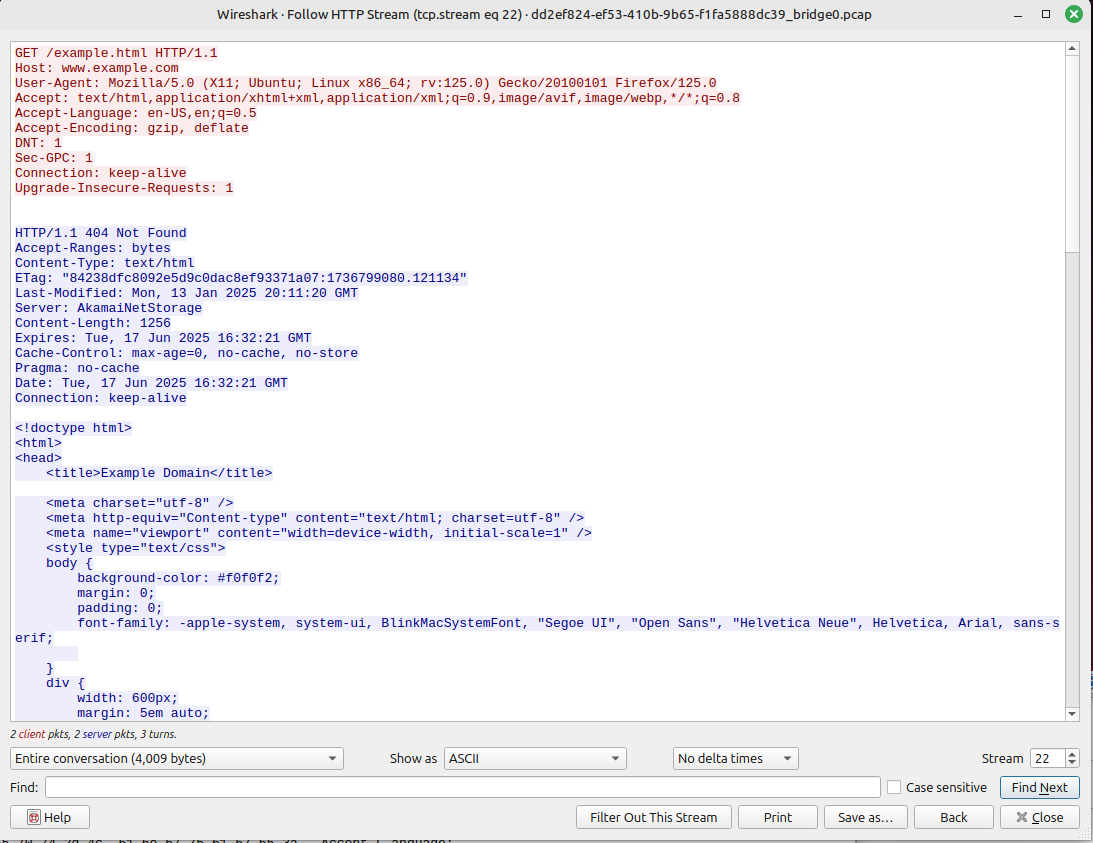 Wireshark · Follow HTTP Stream (tcp.stream eq 22) · dd2ef824-ef53-410b-9b65-f1fa5888dc39_bridge0.pcap
GET /example.html HTTP/1.1
Host: www.example.com
User-Agent: Mozilla/5.0 (X11; Ubuntu; Linux x86_64; rv:125.0) Gecko/20100101 Firefox/125.0
Accept: text/html,application/xhtml+xml,application/xml;q=0.9,image/avif,image/webp,*/*;q=0.8
Accept-Language: en-US,en;q=0.5
Accept-Encoding: gzip, deflate
DNT: 1
Sec-GPC: 1
Connection: keep-alive
Upgrade-Insecure-Requests: 1
HTTP/1.1 404 Not Found
Accept-Ranges: bytes
Content-Type: text/html
ETag: "84238dfc8092e5d9c0dac8ef93371a07:1736799080.121134"
Last-Modified: Mon, 13 Jan 2025 20:11:20 GMT
Server: AkamaiNetStorage
Content-Length: 1256
Expires: Tue, 17 Jun 2025 16:32:21 GMT
Cache-Control: max-age=0, no-cache, no-store
Pragma: no-cache
Date: Tue, 17 Jun 2025 16:32:21 GMT
Connection: keep-alive
<!doctype html>
<html>
<head>
    <title>Example Domain</title>
    <meta charset="utf-8" />
    <meta http-equiv="Content-type" content="text/html; charset=utf-8" />
    <meta name="viewport" content="width=device-width, initial-scale=1" />
    <style type="text/css">
    body {
        background-color: #f0f0f2;
        margin: 0;
        padding: 0;
        font-family: -apple-system, system-ui, BlinkMacSystemFont, "Segoe UI", "Open Sans", "Helvetica Neue", Helvetica, Arial, sans-s
erif;
    }
    div {
        width: 600px;
        margin: 5em auto;
2 client pkts, 2 server pkts, 3 turns.
Entire conversation (4,009 bytes) Show as ASCII No delta times Stream 22
Find: Case sensitive Find Next
Help Filter Out This Stream Print Save as… Back Close